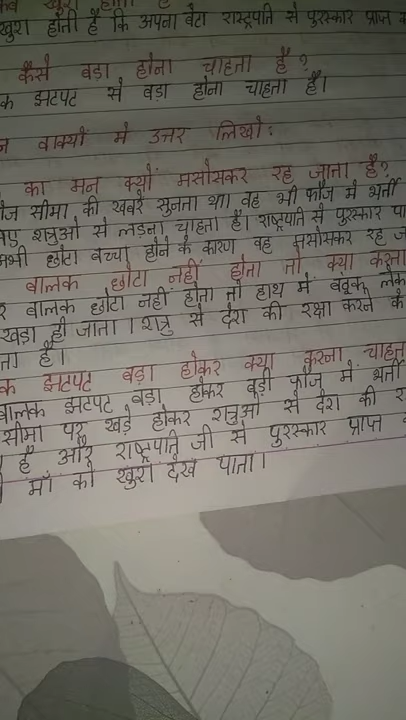 खुश होती है कि अपना बेटा राष्ट्रपति से पुरस्कार प्राप्त
कैसे बड़ा होना चाहता है?
झटपट से बड़ा होना चाहता है।
वाक्यों में उत्तर लिखो:
का मन क्यों मसोसकर रह जाता है?
सीमा की खबरें सुनता था। वह भी फौज में भर्ती
शत्रुओं से लड़ना चाहता है। राष्ट्रपति से पुरस्कार
छोटा बच्चा होने के कारण वह मसोसकर रह
बालक छोटा नहीं होता तो क्या करता
बालक छोटा नहीं होता तो हाथ में बंदूक
खड़ा हो जाता। शत्रु से देश की रक्षा करने
है।
झटपट बड़ा होकर क्या करना
बालक झटपट बड़ा होकर बड़ी फौज में भर्ती
सीमा पर खड़े होकर शत्रुओं से देश की
है और राष्ट्रपति जी से पुरस्कार प्राप्त
माँ को खुश देख पाता।